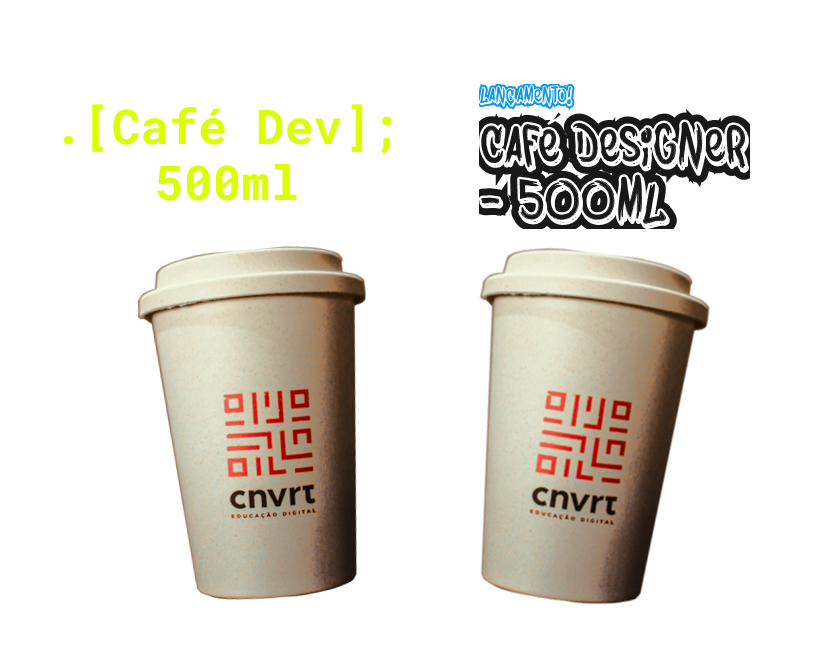 .[Café Dev];
500ml
LANÇAMENTO!
CAFÉ DESIGNER
- 500ML
cnvrt
EDUCAÇÃO DIGITAL
cnvrt
EDUCAÇÃO DIGITAL